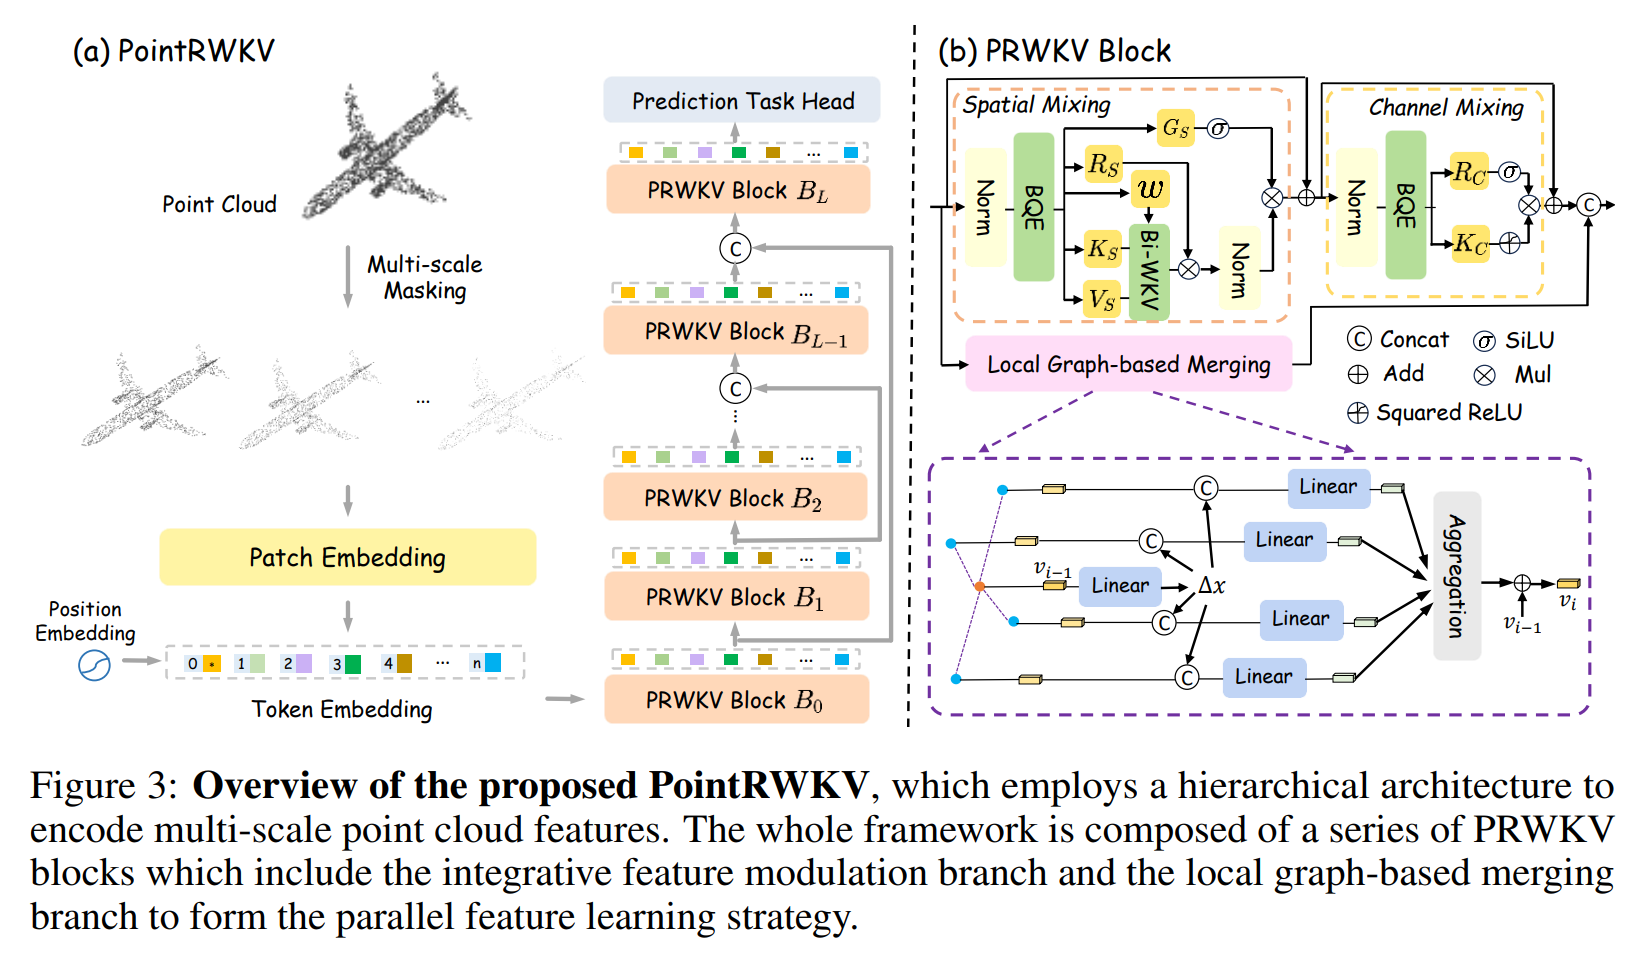 (a) PointRWKV
Point Cloud
Multi-scale
Masking
...
Patch Embedding
Position
Embedding
0 * 1 2 3 4 ... n
Token Embedding
Prediction Task Head
...
PRWKV Block B_L
C
...
PRWKV Block B_{L-1}
C
...
...
PRWKV Block B_2
...
PRWKV Block B_1
...
PRWKV Block B_0
(b) PRWKV Block
Spatial Mixing
Norm
BQE
G_S
σ
R_S
w
K_S
V_S
Bi-WKV
Norm
Channel Mixing
Norm
BQE
R_C
σ
K_C
C
Local Graph-based Merging
C Concat
σ SiLU
Add
Mul
Squared ReLU
C
Linear
C
Linear
v_{i-1}
Linear
Δx
C
Linear
C
Linear
Aggregation
v_i
v_{i-1}
Figure 3: Overview of the proposed PointRWKV, which employs a hierarchical architecture to
encode multi-scale point cloud features. The whole framework is composed of a series of PRWKV
blocks which include the integrative feature modulation branch and the local graph-based merging
branch to form the parallel feature learning strategy.